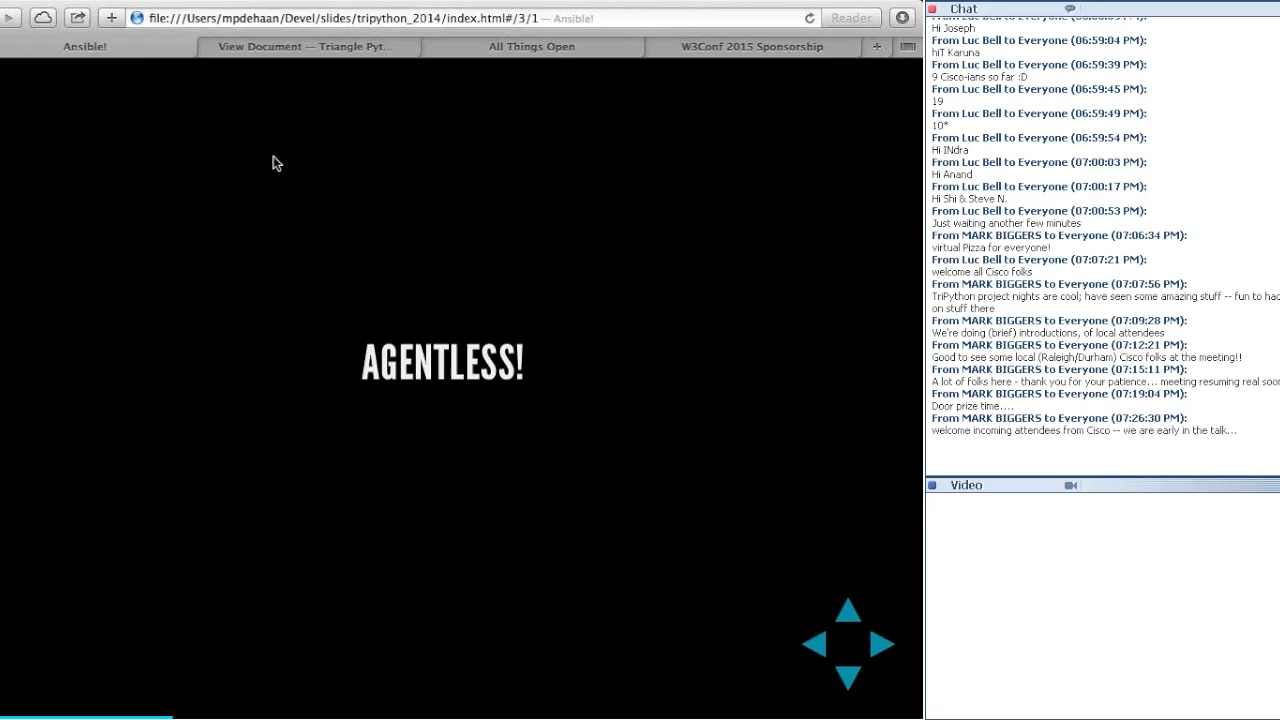 file:///Users/mpdehaan/Devel/slides/tripython_2014/index.html#/3/1 — Ansible!
Reader
Ansible!
View Document — Triangle Pyt...
All Things Open
W3Conf 2015 Sponsorship
AGENTLESS!
Chat
Hi Joseph
From Luc Bell to Everyone (06:59:04 PM):
hiT Karuna
From Luc Bell to Everyone (06:59:39 PM):
9 Cisco-ians so far :D
From Luc Bell to Everyone (06:59:45 PM):
19
From Luc Bell to Everyone (06:59:49 PM):
10*
From Luc Bell to Everyone (06:59:54 PM):
Hi INdra
From Luc Bell to Everyone (07:00:03 PM):
Hi Anand
From Luc Bell to Everyone (07:00:17 PM):
Hi Shi & Steve N.
From Luc Bell to Everyone (07:00:53 PM):
Just waiting another few minutes
From MARK BIGGERS to Everyone (07:06:34 PM):
virtual Pizza for everyone!
From Luc Bell to Everyone (07:07:21 PM):
welcome all Cisco folks
From MARK BIGGERS to Everyone (07:07:56 PM):
TriPython project nights are cool; have seen some amazing stuff -- fun to hac
on stuff there
From MARK BIGGERS to Everyone (07:09:28 PM):
We're doing (brief) introductions, of local attendees
From MARK BIGGERS to Everyone (07:12:21 PM):
Good to see some local (Raleigh/Durham) Cisco folks at the meeting!!
From MARK BIGGERS to Everyone (07:15:11 PM):
A lot of folks here - thank you for your patience... meeting resuming real soon
From MARK BIGGERS to Everyone (07:19:04 PM):
Door prize time....
From MARK BIGGERS to Everyone (07:26:30 PM):
welcome incoming attendees from Cisco -- we are early in the talk...
Video